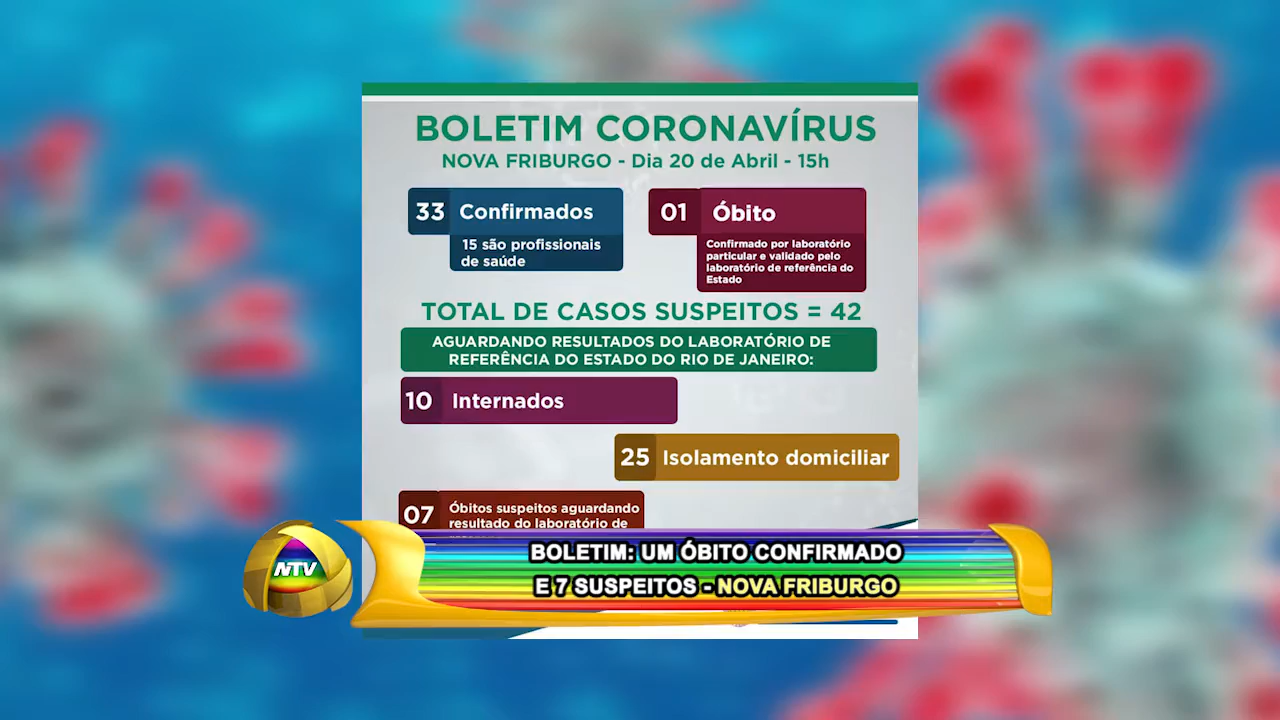 BOLETIM CORONAVÍRUS
NOVA FRIBURGO - Dia 20 de Abril - 15h
33 Confirmados
15 são profissionais
de saúde
01 Óbito
Confirmado por laboratório
particular e validado pelo
laboratório de referência do
Estado
TOTAL DE CASOS SUSPEITOS = 42
AGUARDANDO RESULTADOS DO LABORATÓRIO DE
REFERÊNCIA DO ESTADO DO RIO DE JANEIRO:
10 Internados
25 Isolamento domiciliar
07 Óbitos suspeitos aguardando
resultado do laboratório de
NTV
BOLETIM: UM ÓBITO CONFIRMADO
E 7 SUSPEITOS - NOVA FRIBURGO